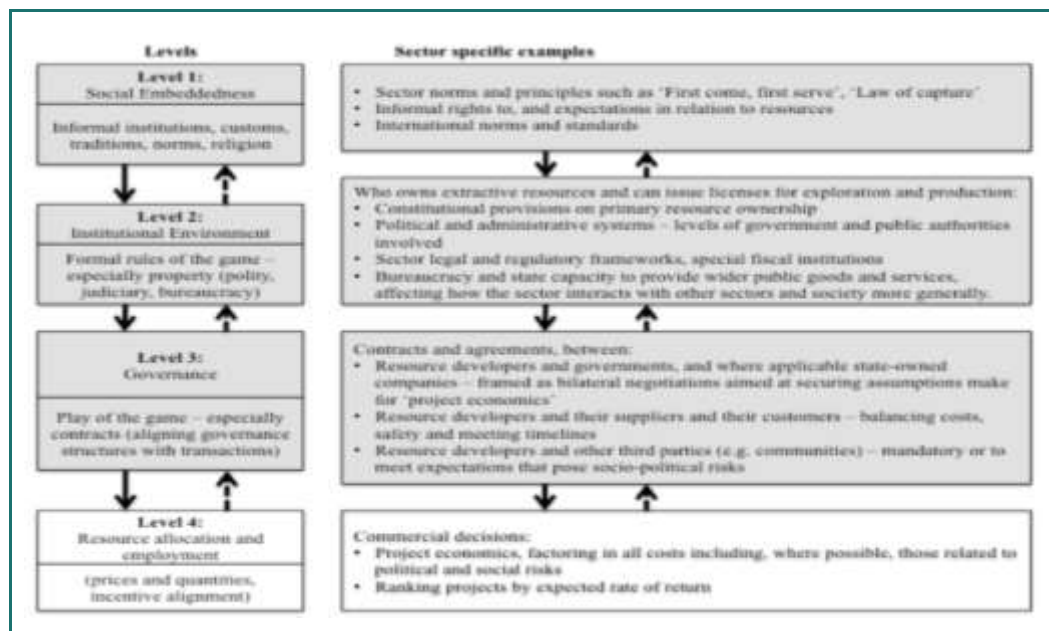 Levels
Level 1:
Social Embeddedness
Informal institutions, customs,
traditions, norms, religion
Level 2:
Institutional Environment
Formal rules of the game –
especially property (polity,
judiciary, bureaucracy)
Level 3:
Governance
Play of the game – especially
contracts (aligning governance
structures with transactions)
Level 4:
Resource allocation and
employment
(prices and quantities,
incentive alignment)
Sector specific examples
• Sector norms and principles such as ‘First come, first serve’, ‘Law of capture’
• Informal rights to, and expectations in relation to resources
• International norms and standards
Who owns extractive resources and can issue licenses for exploration and production:
• Constitutional provisions on primary resource ownership
• Political and administrative systems – levels of government and public authorities
involved
• Sector legal and regulatory frameworks, special fiscal institutions
• Bureaucracy and state capacity to provide wider public goods and services,
affecting how the sector interacts with other sectors and society more generally.
Contracts and agreements, between:
• Resource developers and governments, and where applicable state-owned
companies – framed as bilateral negotiations aimed at securing assumptions make
for ‘project economics’
• Resource developers and their suppliers and their customers – balancing costs,
safety and meeting timelines
• Resource developers and other third parties (e.g. communities) – mandatory or to
meet expectations that pose socio-political risks
Commercial decisions:
• Project economics, factoring in all costs including, where possible, those related to
political and social risks
• Ranking projects by expected rate of return